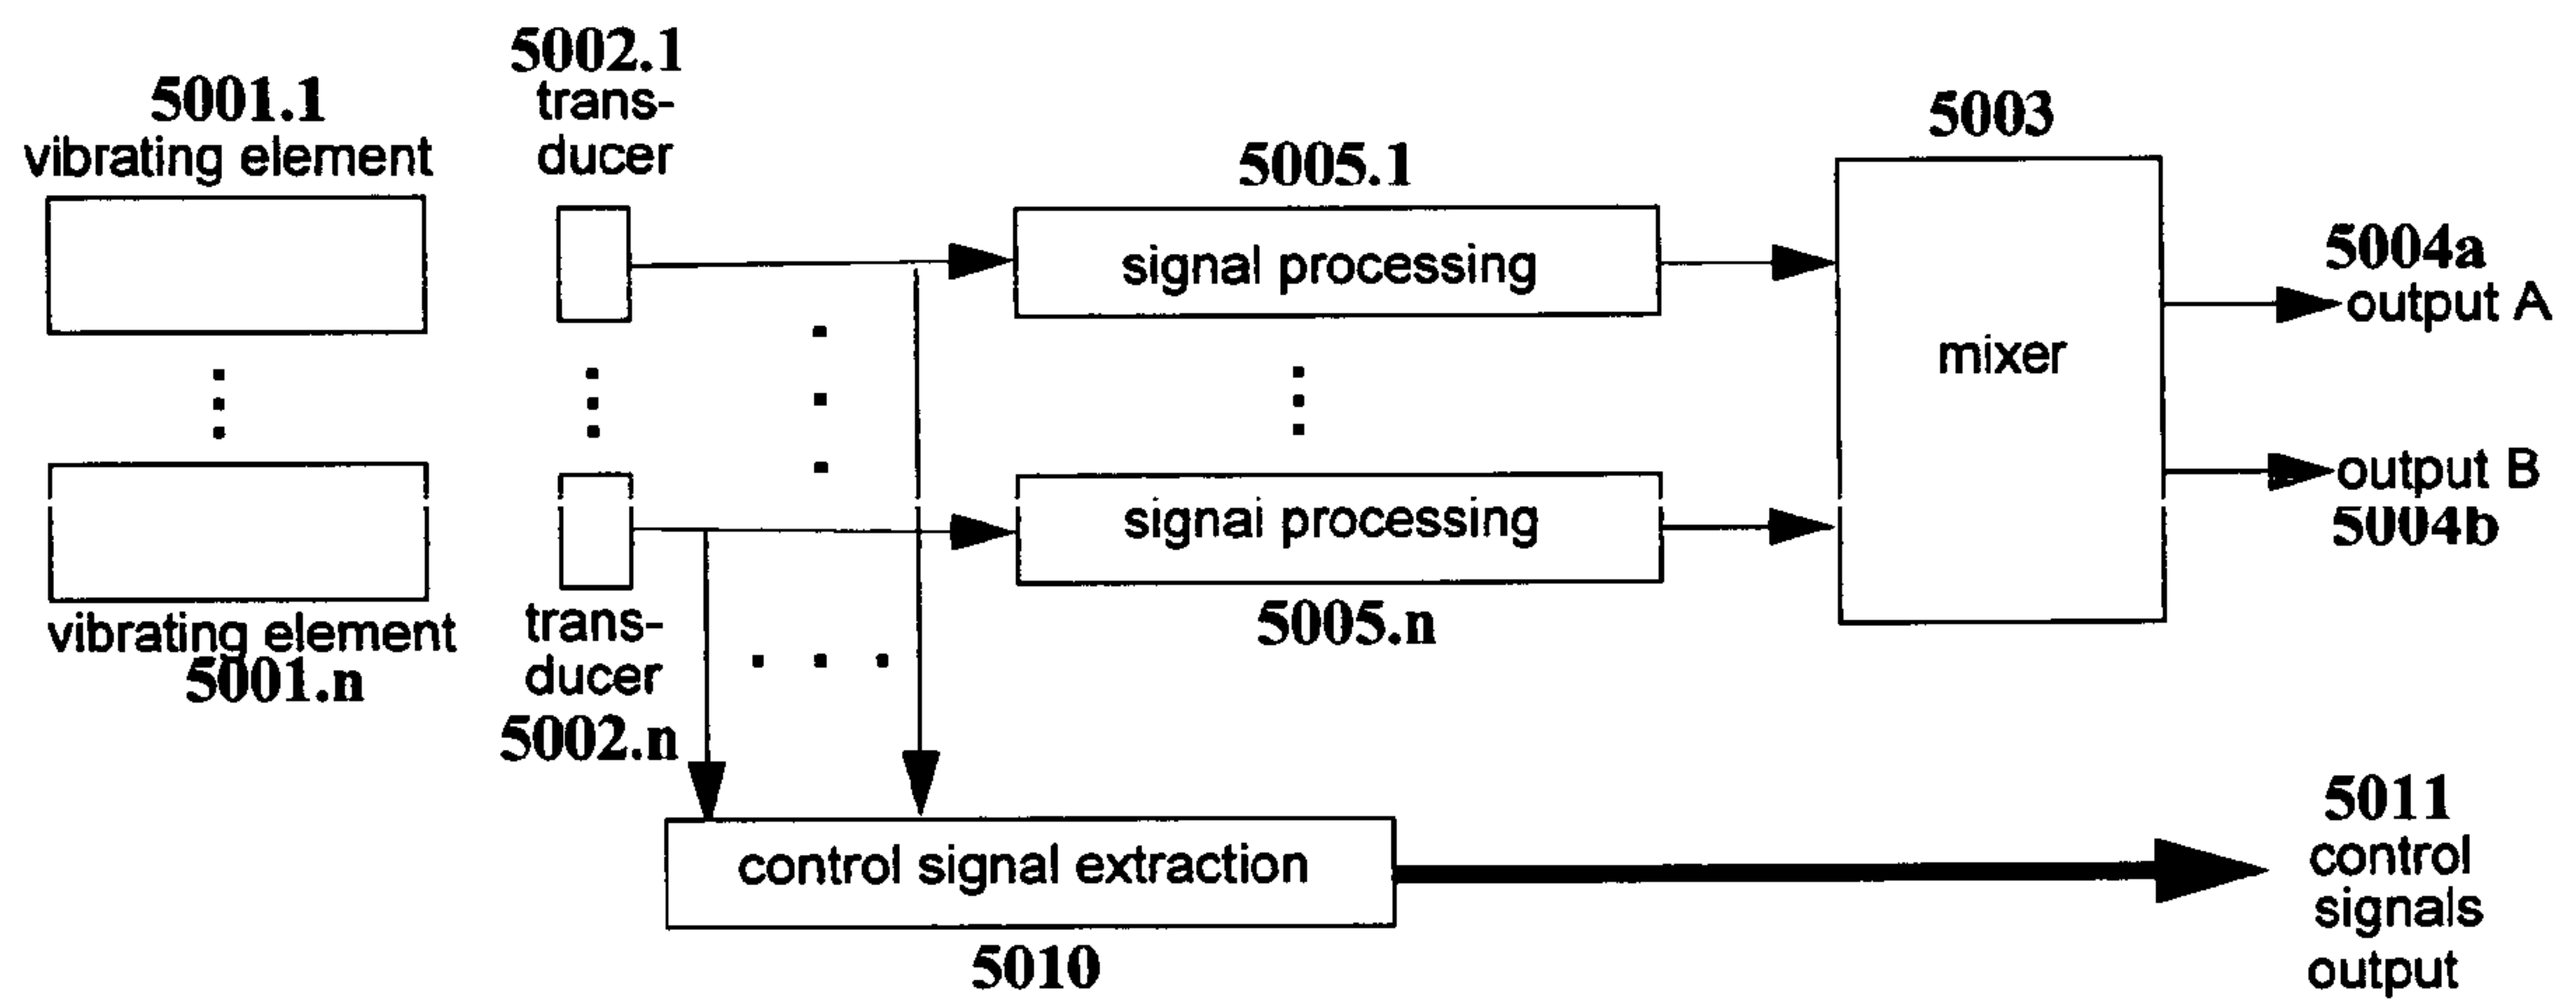 5001.1
vibrating element
5002.1
trans-
ducer
5005.1
signal processing
5003
mixer
5004a
output A
output B
5004b
signai processing
5005.n
vibrating element
5001.n
trans-
ducer
5002.n
control signal extraction
5010
5011
control
signals
output